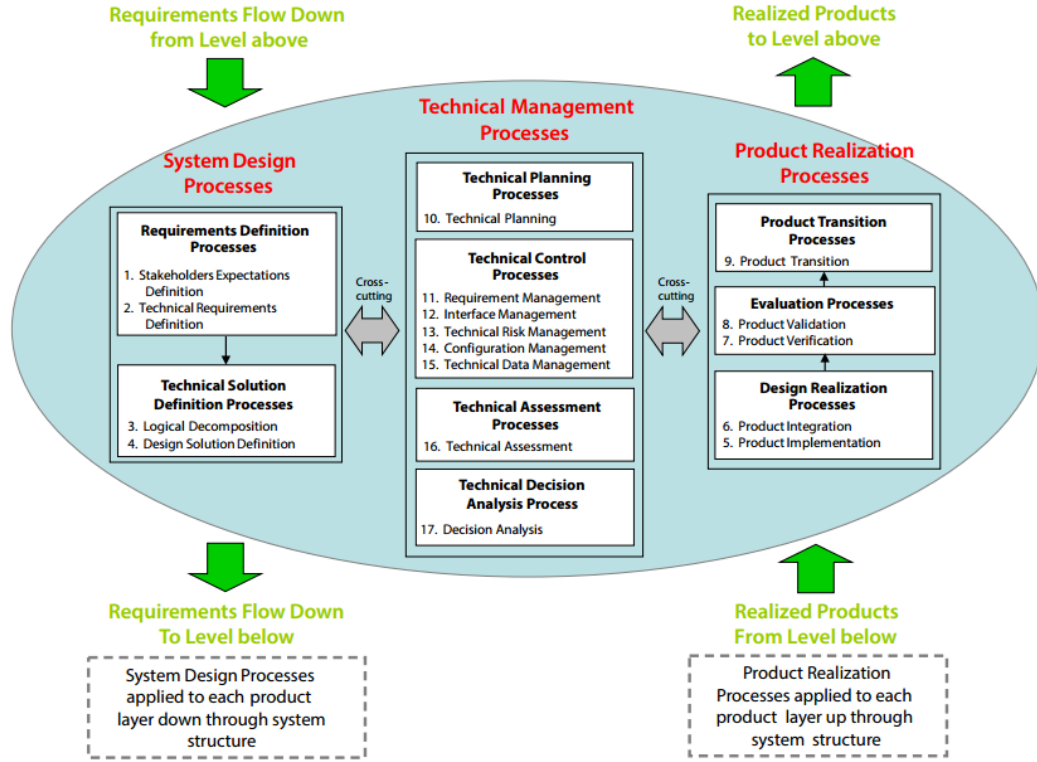 Requirements Flow Down
from Level above
Realized Products
to Level above
Technical Management
Processes
System Design
Processes
Product Realization
Processes
Requirements Definition
Processes
1. Stakeholders Expectations
Definition
2. Technical Requirements
Definition
Technical Solution
Definition Processes
3. Logical Decomposition
4. Design Solution Definition
Cross-
cutting
Technical Planning
Processes
10. Technical Planning
Technical Control
Processes
11. Requirement Management
12. Interface Management
13. Technical Risk Management
14. Configuration Management
15. Technical Data Management
Technical Assessment
Processes
16. Technical Assessment
Technical Decision
Analysis Process
17. Decision Analysis
Cross-
cutting
Product Transition
Processes
9. Product Transition
Evaluation Processes
8. Product Validation
7. Product Verification
Design Realization
Processes
6. Product Integration
5. Product Implementation
Requirements Flow Down
To Level below
System Design Processes
applied to each product
layer down through system
structure
Realized Products
From Level below
Product Realization
Processes applied to each
product layer up through
system structure